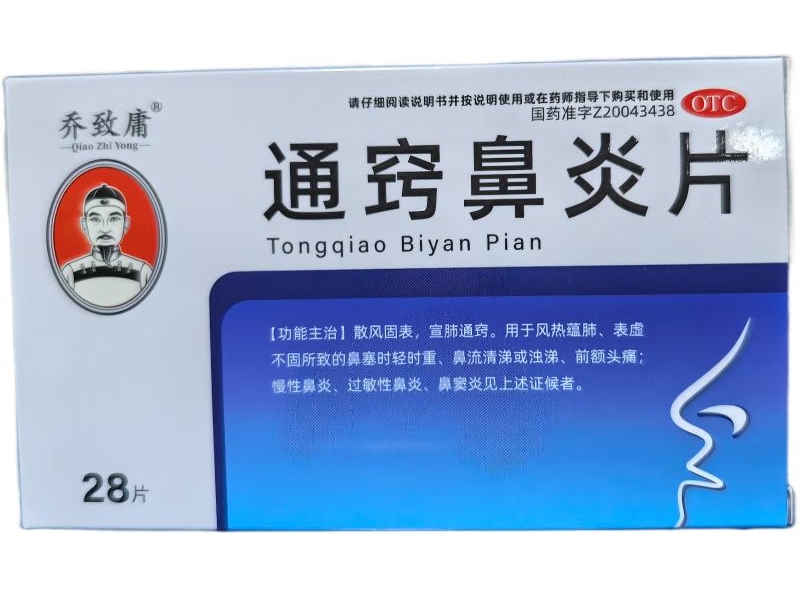 乔致庸®
Qiao Zhi Yong
请仔细阅读说明书并按说明使用或在药师指导下购买和使用
OTC
国药准字Z20043438
通窍鼻炎片
Tongqiao Biyan Pian
【功能主治】散风固表，宣肺通窍。用于风热蕴肺、表虚
不固所致的鼻塞时轻时重、鼻流清涕或浊涕、前额头痛；
慢性鼻炎、过敏性鼻炎、鼻窦炎见上述证候者。
28片